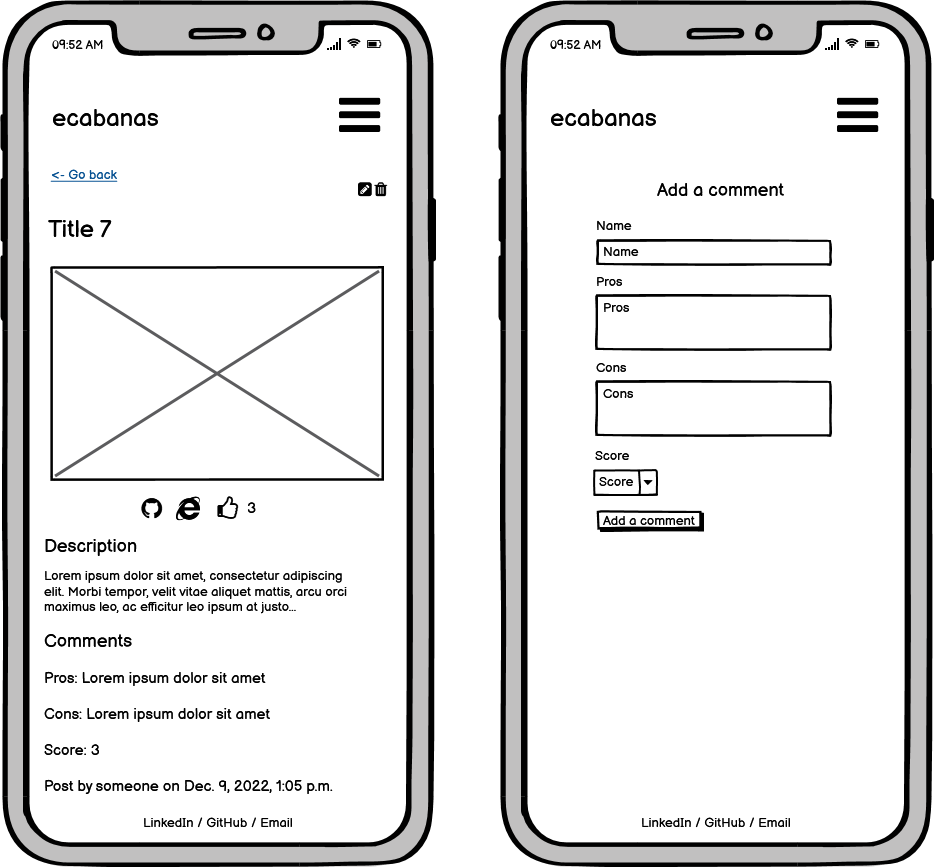 09:52 AM
ecabanas
<- Go back
Title 7
3
Description
Lorem ipsum dolor sit amet, consectetur adipiscing
elit. Morbi tempor, velit vitae aliquet mattis, arcu orci
maximus leo, ac efficitur leo ipsum at justo...
Comments
Pros: Lorem ipsum dolor sit amet
Cons: Lorem ipsum dolor sit amet
Score: 3
Post by someone on Dec. 9, 2022, 1:05 p.m.
LinkedIn / GitHub / Email
09:52 AM
ecabanas
Add a comment
Name
Name
Pros
Pros
Cons
Cons
Score
Score
Add a comment
LinkedIn / GitHub / Email